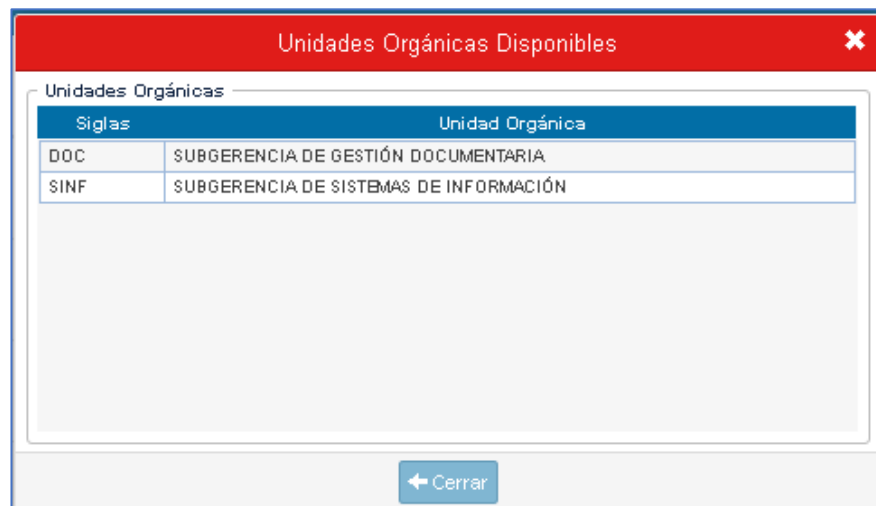 Unidades Orgánicas Disponibles
Unidades Orgánicas
Siglas Unidad Orgánica
DOC SUBGERENCIA DE GESTIÓN DOCUMENTARIA
SINF SUBGERENCIA DE SISTEMAS DE INFORMACIÓN
Cerrar